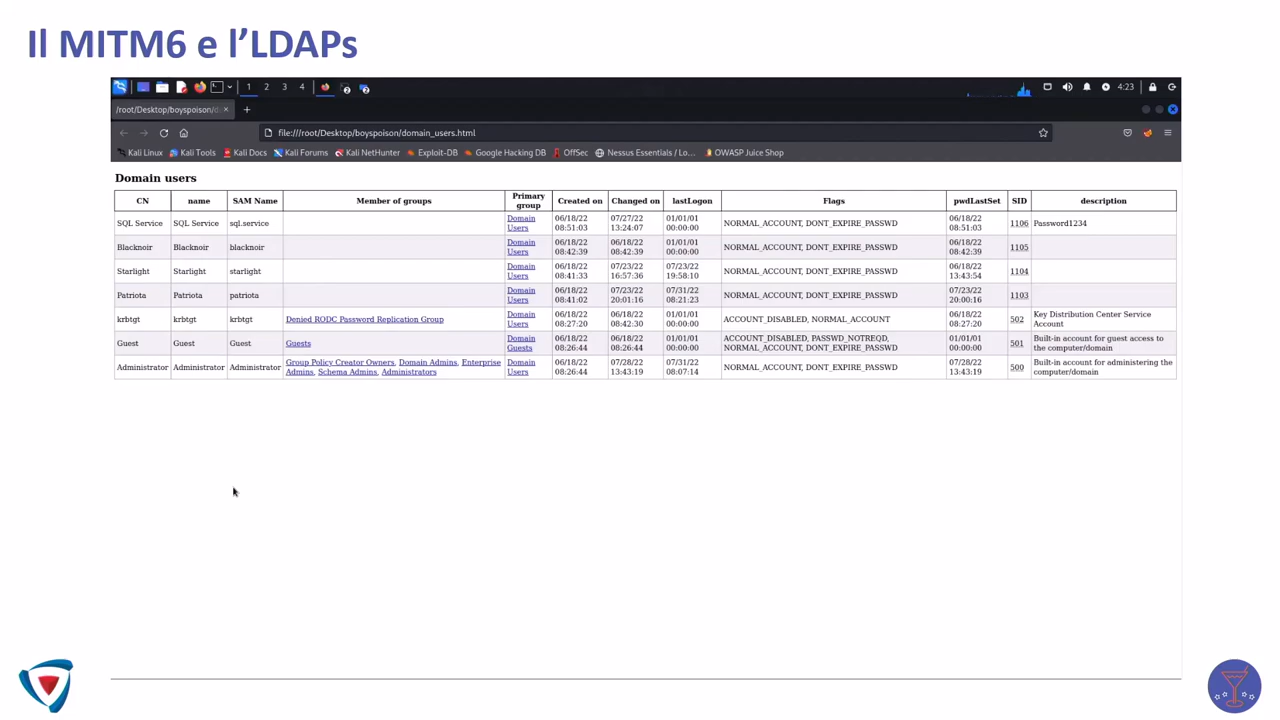 Il MITM6 e l’LDAPs
1 2 3 4 2 4:23
/root/Desktop/boyspoison/do × +
file:///root/Desktop/boyspoison/domain_users.html
Kali Linux Kali Tools Kali Docs Kali Forums Kali NetHunter Exploit-DB Google Hacking DB OffSec Nessus Essentials / Lo... OWASP Juice Shop
Domain users
CN name SAM Name Member of groups Primary group Created on Changed on lastLogon Flags pwdLastSet SID description
SQL Service SQL Service sql.service Domain Users 06/18/22 08:51:03 07/27/22 13:24:07 01/01/01 00:00:00 NORMAL_ACCOUNT, DONT_EXPIRE_PASSWD 06/18/22 08:51:03 1106 Password1234
Blacknoir Blacknoir blacknoir Domain Users 06/18/22 08:42:39 06/18/22 08:42:39 01/01/01 00:00:00 NORMAL_ACCOUNT, DONT_EXPIRE_PASSWD 06/18/22 08:42:39 1105
Starlight Starlight starlight Domain Users 06/18/22 08:41:33 07/23/22 16:57:36 07/23/22 19:58:10 NORMAL_ACCOUNT, DONT_EXPIRE_PASSWD 06/18/22 13:43:54 1104
Patriota Patriota patriota Domain Users 06/18/22 08:41:02 07/23/22 20:01:16 07/31/22 08:21:23 NORMAL_ACCOUNT, DONT_EXPIRE_PASSWD 07/23/22 20:00:16 1103
krbtgt krbtgt krbtgt Denied RODC Password Replication Group Domain Users 06/18/22 08:27:20 06/18/22 08:42:30 01/01/01 00:00:00 ACCOUNT_DISABLED, NORMAL_ACCOUNT 06/18/22 08:27:20 502 Key Distribution Center Service Account
Guest Guest Guest Guests Domain Guests 06/18/22 08:26:44 06/18/22 08:26:44 01/01/01 00:00:00 ACCOUNT_DISABLED, PASSWD_NOTREQD, NORMAL_ACCOUNT, DONT_EXPIRE_PASSWD 01/01/01 00:00:00 501 Built-in account for guest access to the computer/domain
Administrator Administrator Administrator Group Policy Creator Owners, Domain Admins, Enterprise Admins, Schema Admins, Administrators Domain Users 06/18/22 08:26:44 07/28/22 13:43:19 07/31/22 08:07:14 NORMAL_ACCOUNT, DONT_EXPIRE_PASSWD 07/28/22 13:43:19 500 Built-in account for administering the computer/domain